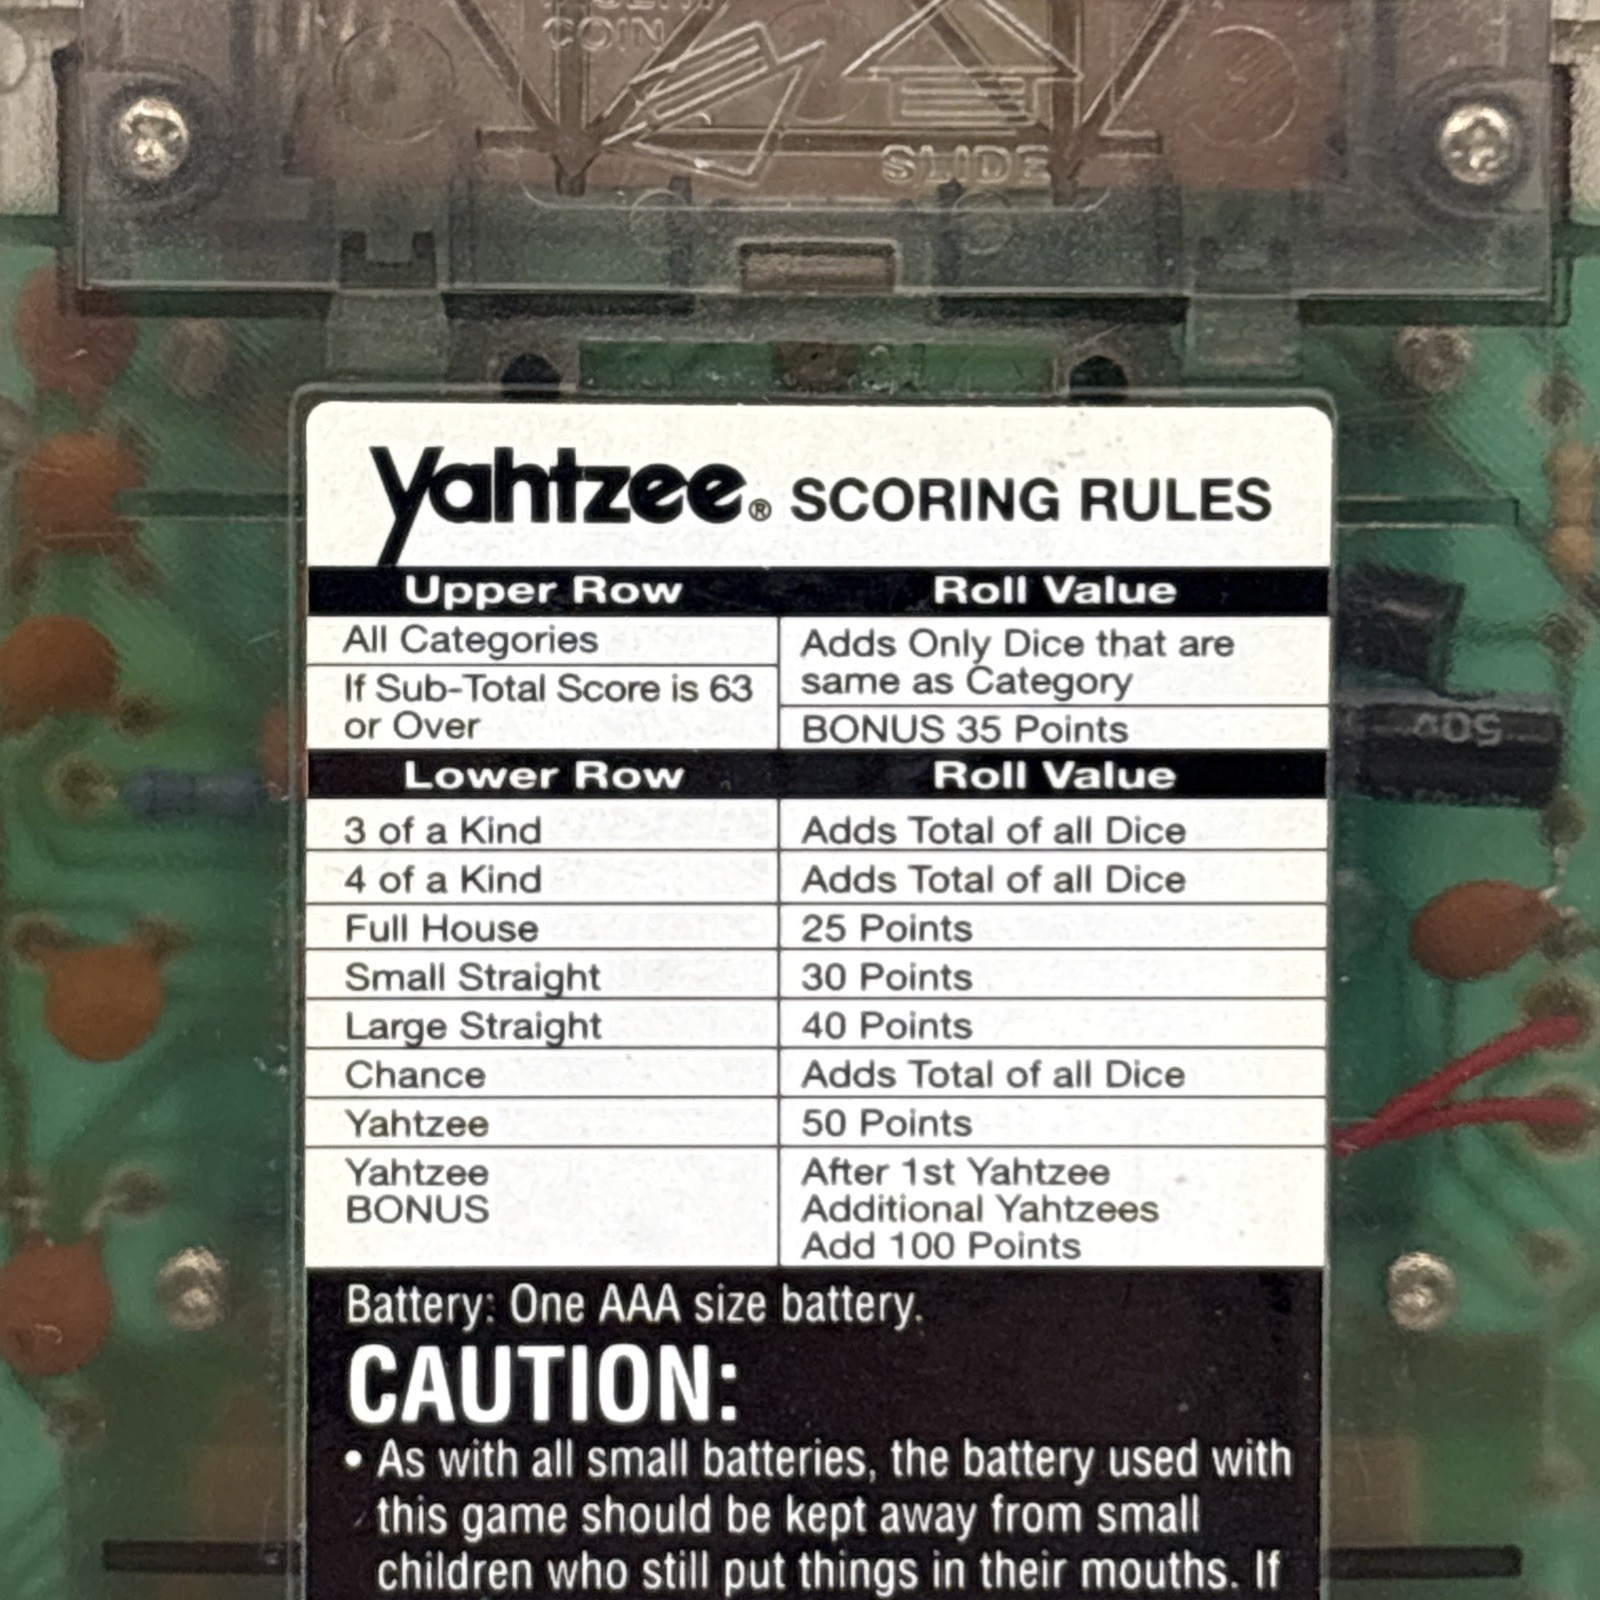 COIN
SLIDE
Yahtzee® SCORING RULES
Upper Row Roll Value
All Categories
Adds Only Dice that are
same as Category
If Sub-Total Score is 63
or Over
BONUS 35 Points
Lower Row Roll Value
3 of a Kind Adds Total of all Dice
4 of a Kind Adds Total of all Dice
Full House 25 Points
Small Straight 30 Points
Large Straight 40 Points
Chance Adds Total of all Dice
Yahtzee 50 Points
Yahtzee After 1st Yahtzee
BONUS Additional Yahtzees
Add 100 Points
Battery: One AAA size battery.
CAUTION:
• As with all small batteries, the battery used with
this game should be kept away from small
children who still put things in their mouths. If